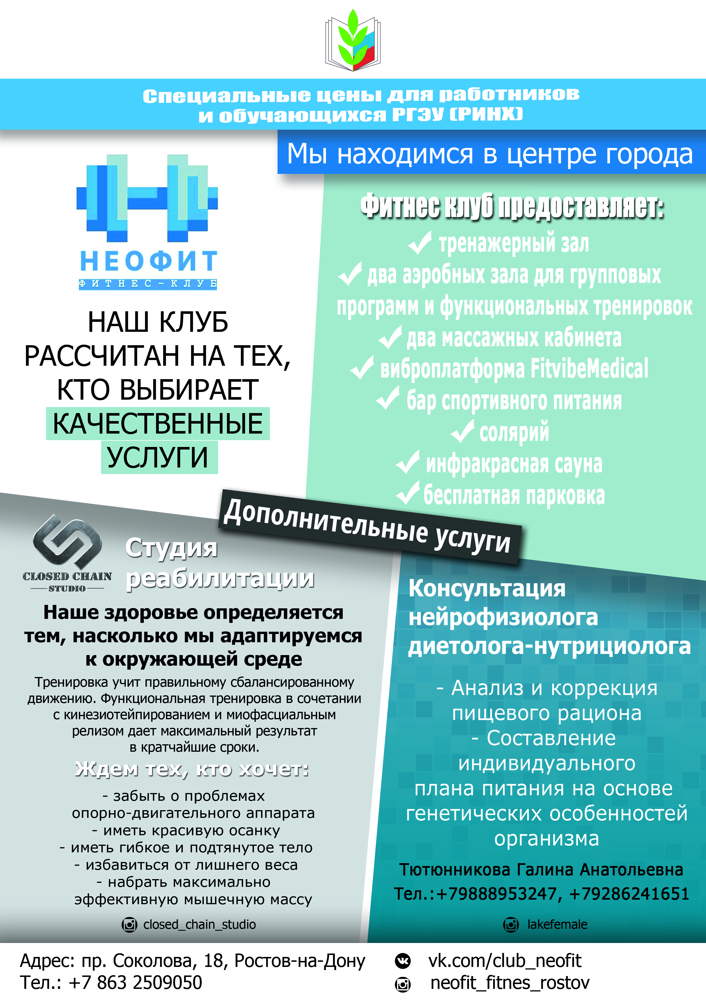 Специальные цены для работников
и обучающихся РГЭУ (РИНХ)
Мы находимся в центре города
НЕОФИТ
ФИТНЕС-КЛУБ
НАШ КЛУБ
РАССЧИТАН НА ТЕХ,
КТО ВЫБИРАЕТ
КАЧЕСТВЕННЫЕ
УСЛУГИ
Фитнес клуб предоставляет:
тренажерный зал
два аэробных зала для групповых
программ и функциональных тренировок
два массажных кабинета
виброплатформа FitvibeMedical
бар спортивного питания
солярий
инфракрасная сауна
бесплатная парковка
Дополнительные услуги
CLOSED CHAIN
STUDIO
Студия
реабилитации
Наше здоровье определяется
тем, насколько мы адаптируемся
к окружающей среде
Тренировка учит правильному сбалансированному
движению. Функциональная тренировка в сочетании
с кинезиотейпированием и миофасциальным
релизом дает максимальный результат
в кратчайшие сроки.
Ждем тех, кто хочет:
- забыть о проблемах
опорно-двигательного аппарата
- иметь красивую осанку
- иметь гибкое и подтянутое тело
- избавиться от лишнего веса
- набрать максимально
эффективную мышечную массу
closed_chain_studio
Консультация
нейрофизиолога
диетолога-нутрициолога
- Анализ и коррекция
пищевого рациона
- Составление
индивидуального
плана питания на основе
генетических особенностей
организма
Тютюнникова Галина Анатольевна
Тел.:+79888953247, +79286241651
lakefemale
Адрес: пр. Соколова, 18, Ростов-на-Дону
Тел.: +7 863 2509050
vk.com/club_neofit
neofit_fitnes_rostov